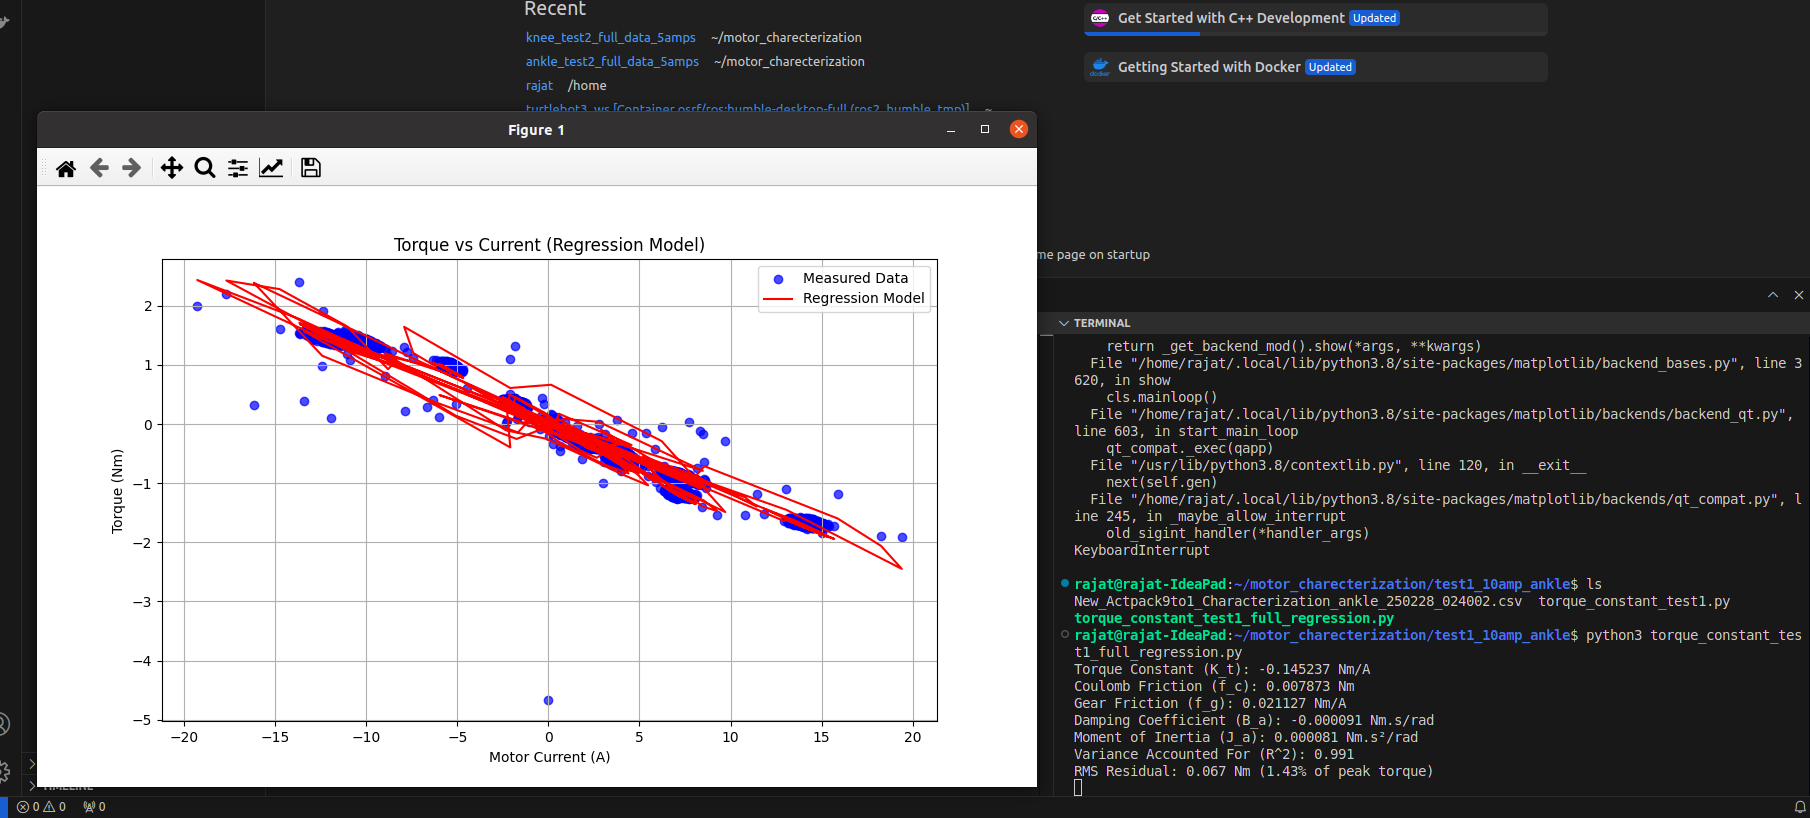 Recent
knee_test2_full_data_5amps ~/motor_charecterization
ankle_test2_full_data_5amps ~/motor_charecterization
rajat /home
turtlebot3_ws [Container osrf/ros:humble-desktop-full (ros2_humble_tmp)] ~
Get Started with C++ Development Updated
Getting Started with Docker Updated
docker
me page on startup
Figure 1
Torque vs Current (Regression Model)
Measured Data
Regression Model
2
1
0
−1
−2
−3
−4
−5
Torque (Nm)
−20 −15 −10 −5 0 5 10 15 20
Motor Current (A)
TIMELINE
0 0 0
TERMINAL
return _get_backend_mod().show(*args, **kwargs)
File "/home/rajat/.local/lib/python3.8/site-packages/matplotlib/backend_bases.py", line 3
620, in show
cls.mainloop()
File "/home/rajat/.local/lib/python3.8/site-packages/matplotlib/backends/backend_qt.py",
line 603, in start_main_loop
qt_compat._exec(qapp)
File "/usr/lib/python3.8/contextlib.py", line 120, in __exit__
next(self.gen)
File "/home/rajat/.local/lib/python3.8/site-packages/matplotlib/backends/qt_compat.py", l
ine 245, in _maybe_allow_interrupt
old_sigint_handler(*handler_args)
KeyboardInterrupt
rajat@rajat-IdeaPad:~/motor_charecterization/test1_10amp_ankle$ ls
New_Actpack9to1_Characterization_ankle_250228_024002.csv torque_constant_test1.py
torque_constant_test1_full_regression.py
rajat@rajat-IdeaPad:~/motor_charecterization/test1_10amp_ankle$ python3 torque_constant_tes
t1_full_regression.py
Torque Constant (K_t): -0.145237 Nm/A
Coulomb Friction (f_c): 0.007873 Nm
Gear Friction (f_g): 0.021127 Nm/A
Damping Coefficient (B_a): -0.000091 Nm.s/rad
Moment of Inertia (J_a): 0.000081 Nm.s²/rad
Variance Accounted For (R^2): 0.991
RMS Residual: 0.067 Nm (1.43% of peak torque)